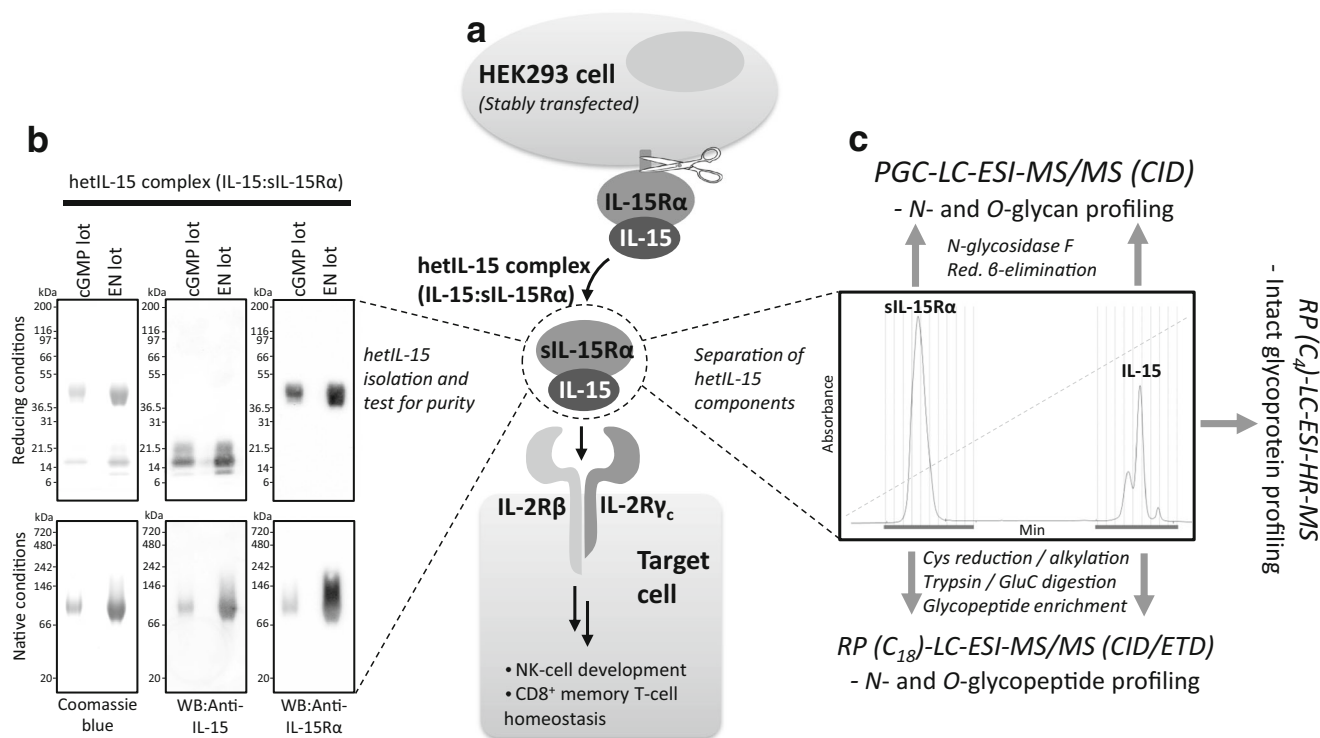 a
HEK293 cell
(Stably transfected)
IL-15Rα
IL-15
hetIL-15 complex
(IL-15:sIL-15Rα)
sIL-15Rα
IL-15
IL-2Rβ
IL-2Rγc
Target
cell
• NK-cell development
• CD8+ memory T-cell
homeostasis
b
hetIL-15 complex (IL-15:sIL-15Rα)
cGMP lot
EN lot
cGMP lot
EN lot
cGMP lot
EN lot
Reducing conditions
kDa
200
116
97
66
55
36.5
31
21.5
14
6
kDa
200
116
97
66
55
36.5
31
21.5
14
6
kDa
200
116
97
66
55
36.5
31
21.5
14
6
Native conditions
kDa
720
480
242
146
66
20
kDa
720
480
242
146
66
20
kDa
720
480
242
146
66
20
Coomassie
blue
WB:Anti-
IL-15
WB:Anti-
IL-15Rα
hetIL-15
isolation and
test for purity
Separation of
hetIL-15
components
c
PGC-LC-ESI-MS/MS (CID)
- N- and O-glycan profiling
N-glycosidase F
Red. β-elimination
sIL-15Rα
IL-15
Absorbance
Min
Cys reduction / alkylation
Trypsin / GluC digestion
Glycopeptide enrichment
RP (C18)-LC-ESI-MS/MS (CID/ETD)
- N- and O-glycopeptide profiling
RP (C4)-LC-ESI-HR-MS
- Intact glycoprotein profiling